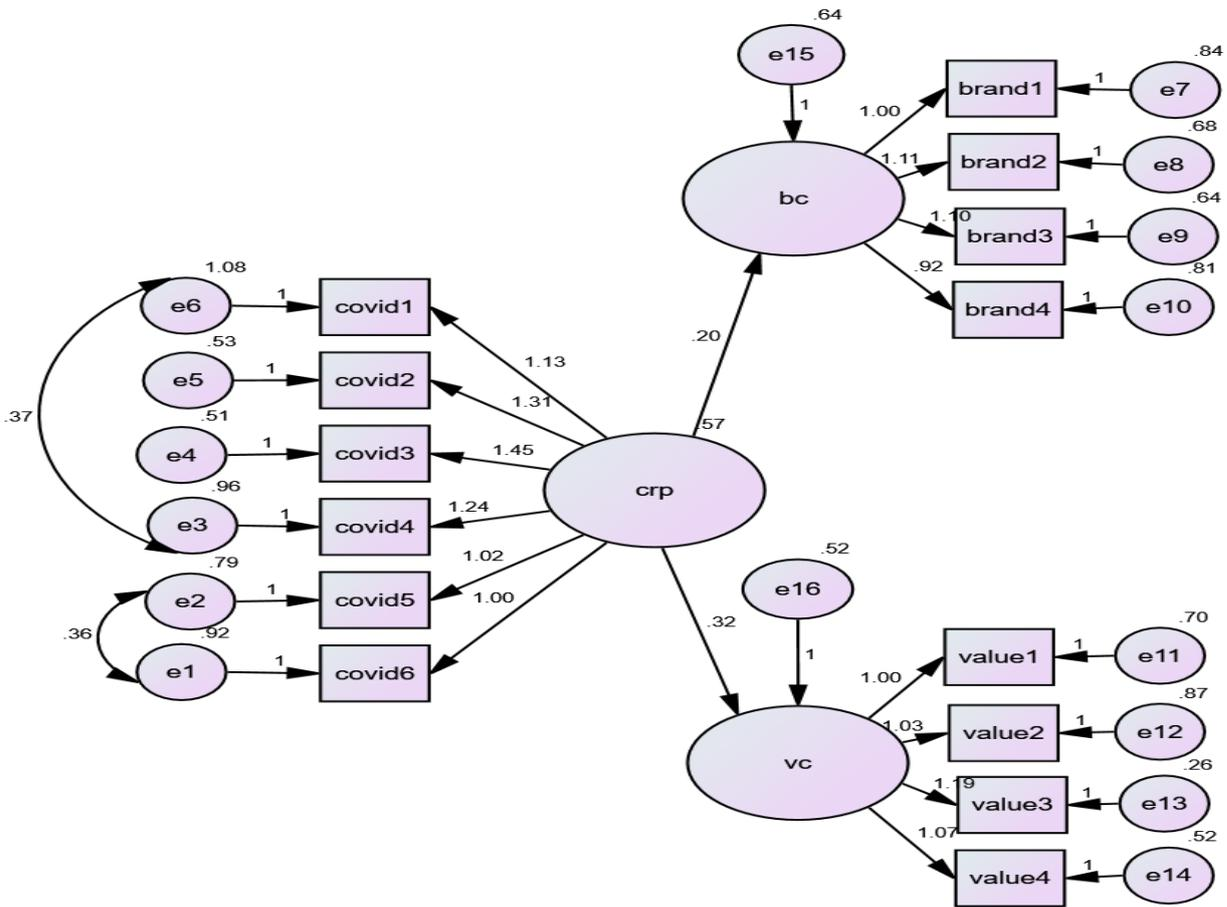 .64
e15
1
.84
brand1
1
e7
1.00
.68
brand2
1
e8
1.11
bc
.64
brand3
1
e9
1.10
.81
brand4
1
e10
.92
.20
1.08
e6
1
covid1
1.13
.53
e5
1
covid2
1.31
.51
e4
1
covid3
1.45
.37
.96
e3
1
covid4
1.24
.79
e2
1
covid5
1.02
.36
.92
e1
1
covid6
1.00
.57
crp
.32
.52
e16
1
.70
value1
1
e11
1.00
.87
value2
1
e12
1.03
vc
.26
value3
1
e13
1.19
.52
value4
1
e14
1.07